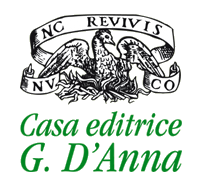 NC REVIVIS
NV CO
Casa editrice
G. D'Anna